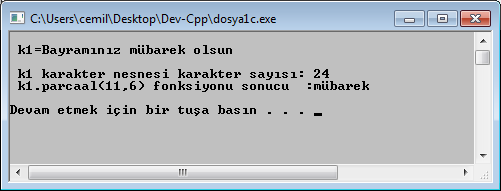 C:\Users\cemil\Desktop\Dev-Cpp\dosya1c.exe
k1=Bayramınız mübarek olsun
k1 karakter nesnesi karakter sayısı: 24
k1.parcaal(11,6) fonksiyonu sonucu :mübarek
Devam etmek için bir tuşa basın . . . _